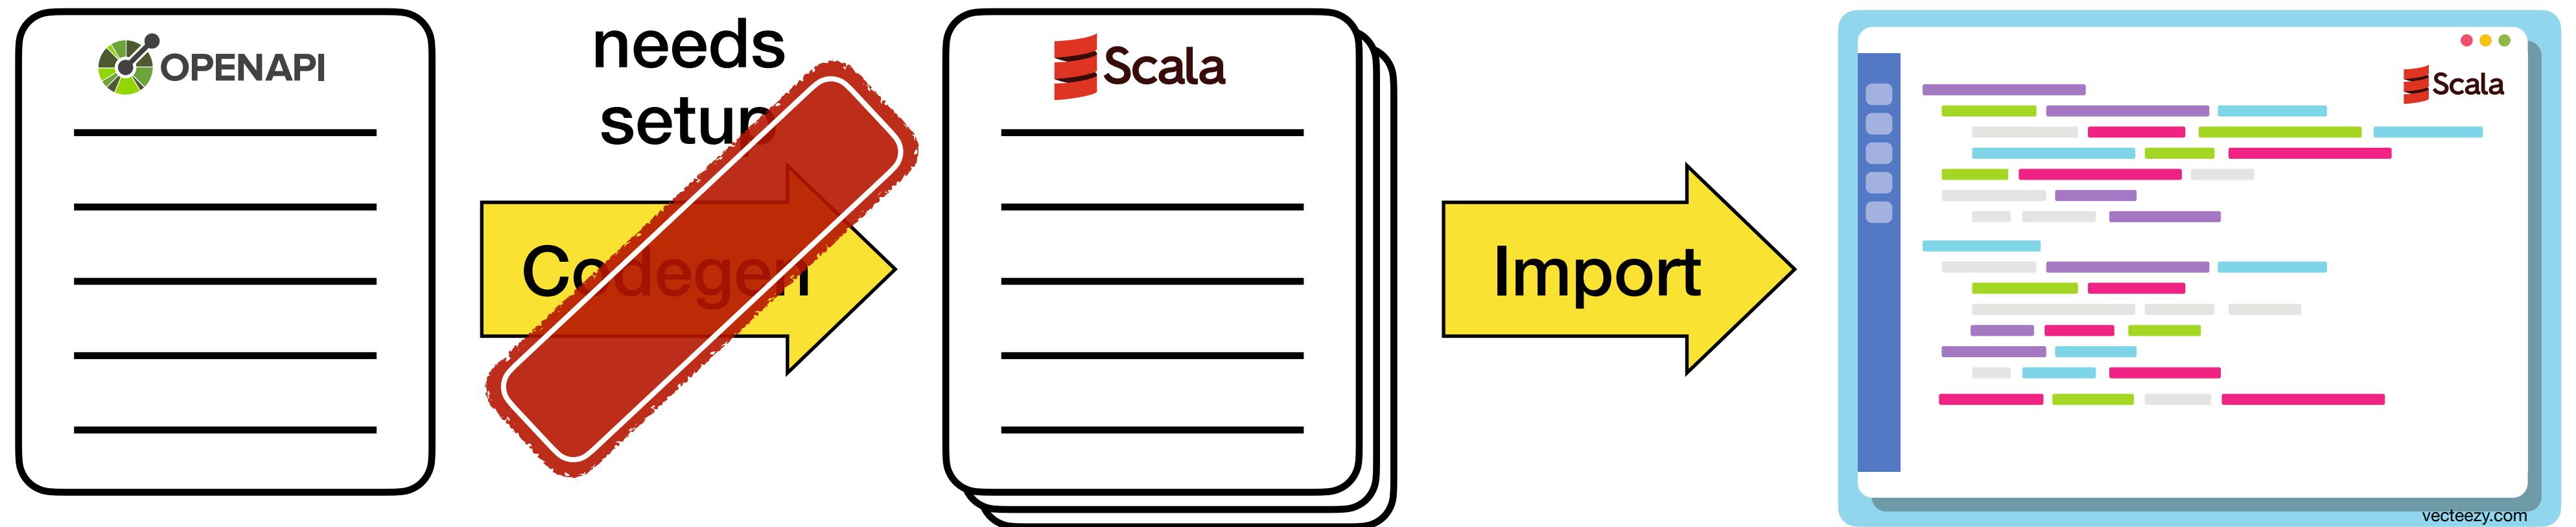 OPENAPI
needs
setup
Codegen
Scala
Import
Scala
vecteezy.com